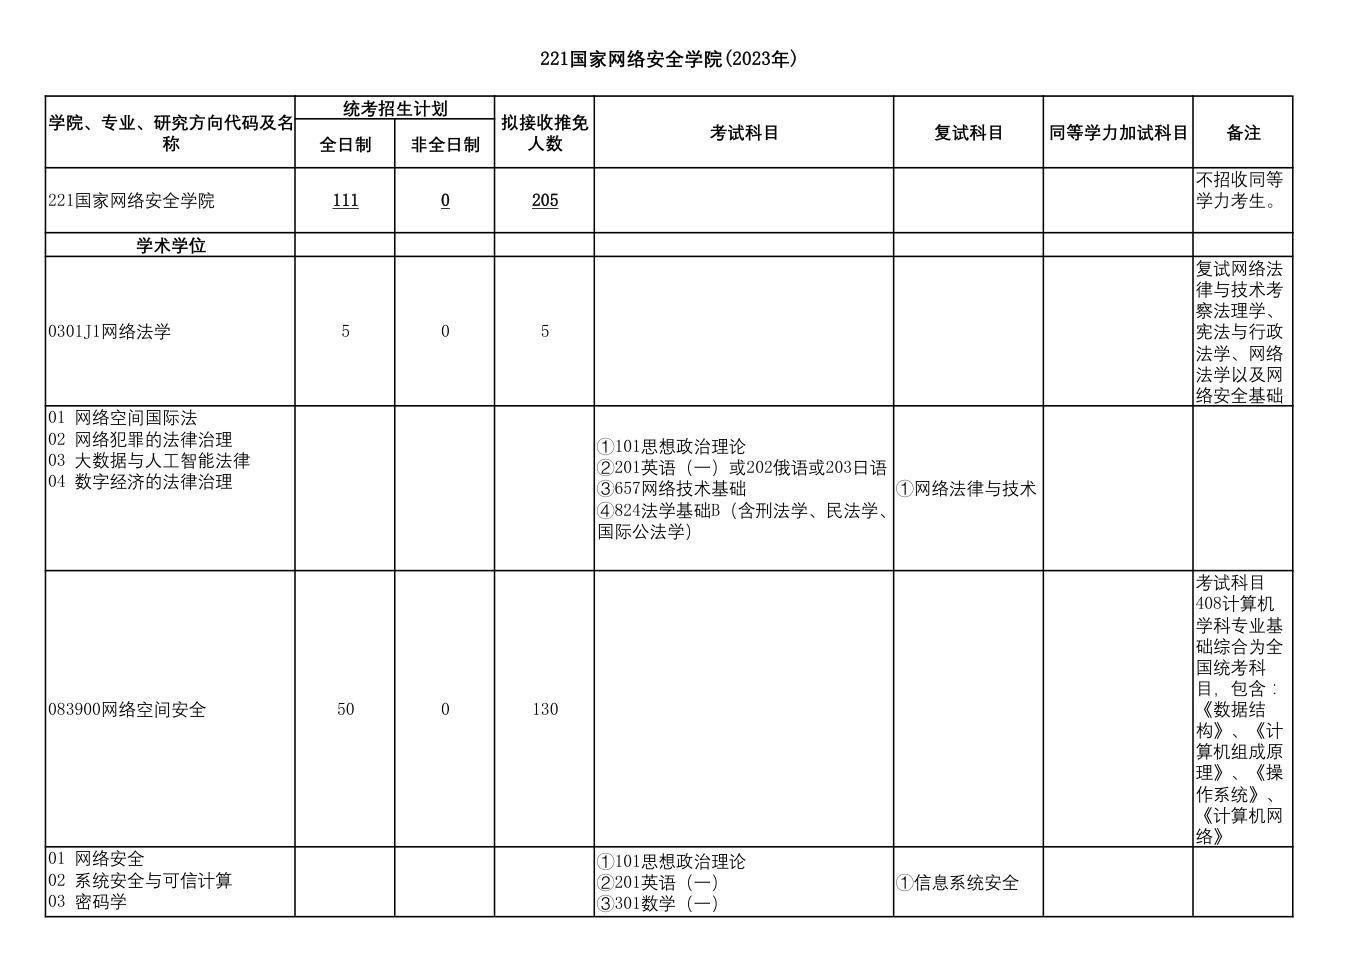 221国家网络安全学院(2023年)
学院、专业、研究方向代码及名
称
统考招生计划
全日制
非全日制
拟接收推免
人数
考试科目
复试科目
同等学力加试科目
备注
221国家网络安全学院
111
0
205
不招收同等
学力考生。
学术学位
0301J1网络法学
5
0
5
复试网络法
律与技术考
察法理学、
宪法与行政
法学、网络
法学以及网
络安全基础
01 网络空间国际法
02 网络犯罪的法律治理
03 大数据与人工智能法律
04 数字经济的法律治理
①101思想政治理论
②201英语（一）或202俄语或203日语
③657网络技术基础
④824法学基础B（含刑法学、民法学、
国际公法学）
①网络法律与技术
083900网络空间安全
50
0
130
考试科目
408计算机
学科专业基
础综合为全
国统考科
目，包含：
《数据结
构》、《计
算机组成原
理》、《操
作系统》、
《计算机网
络》
01 网络安全
02 系统安全与可信计算
03 密码学
①101思想政治理论
②201英语（一）
③301数学（一）
①信息系统安全